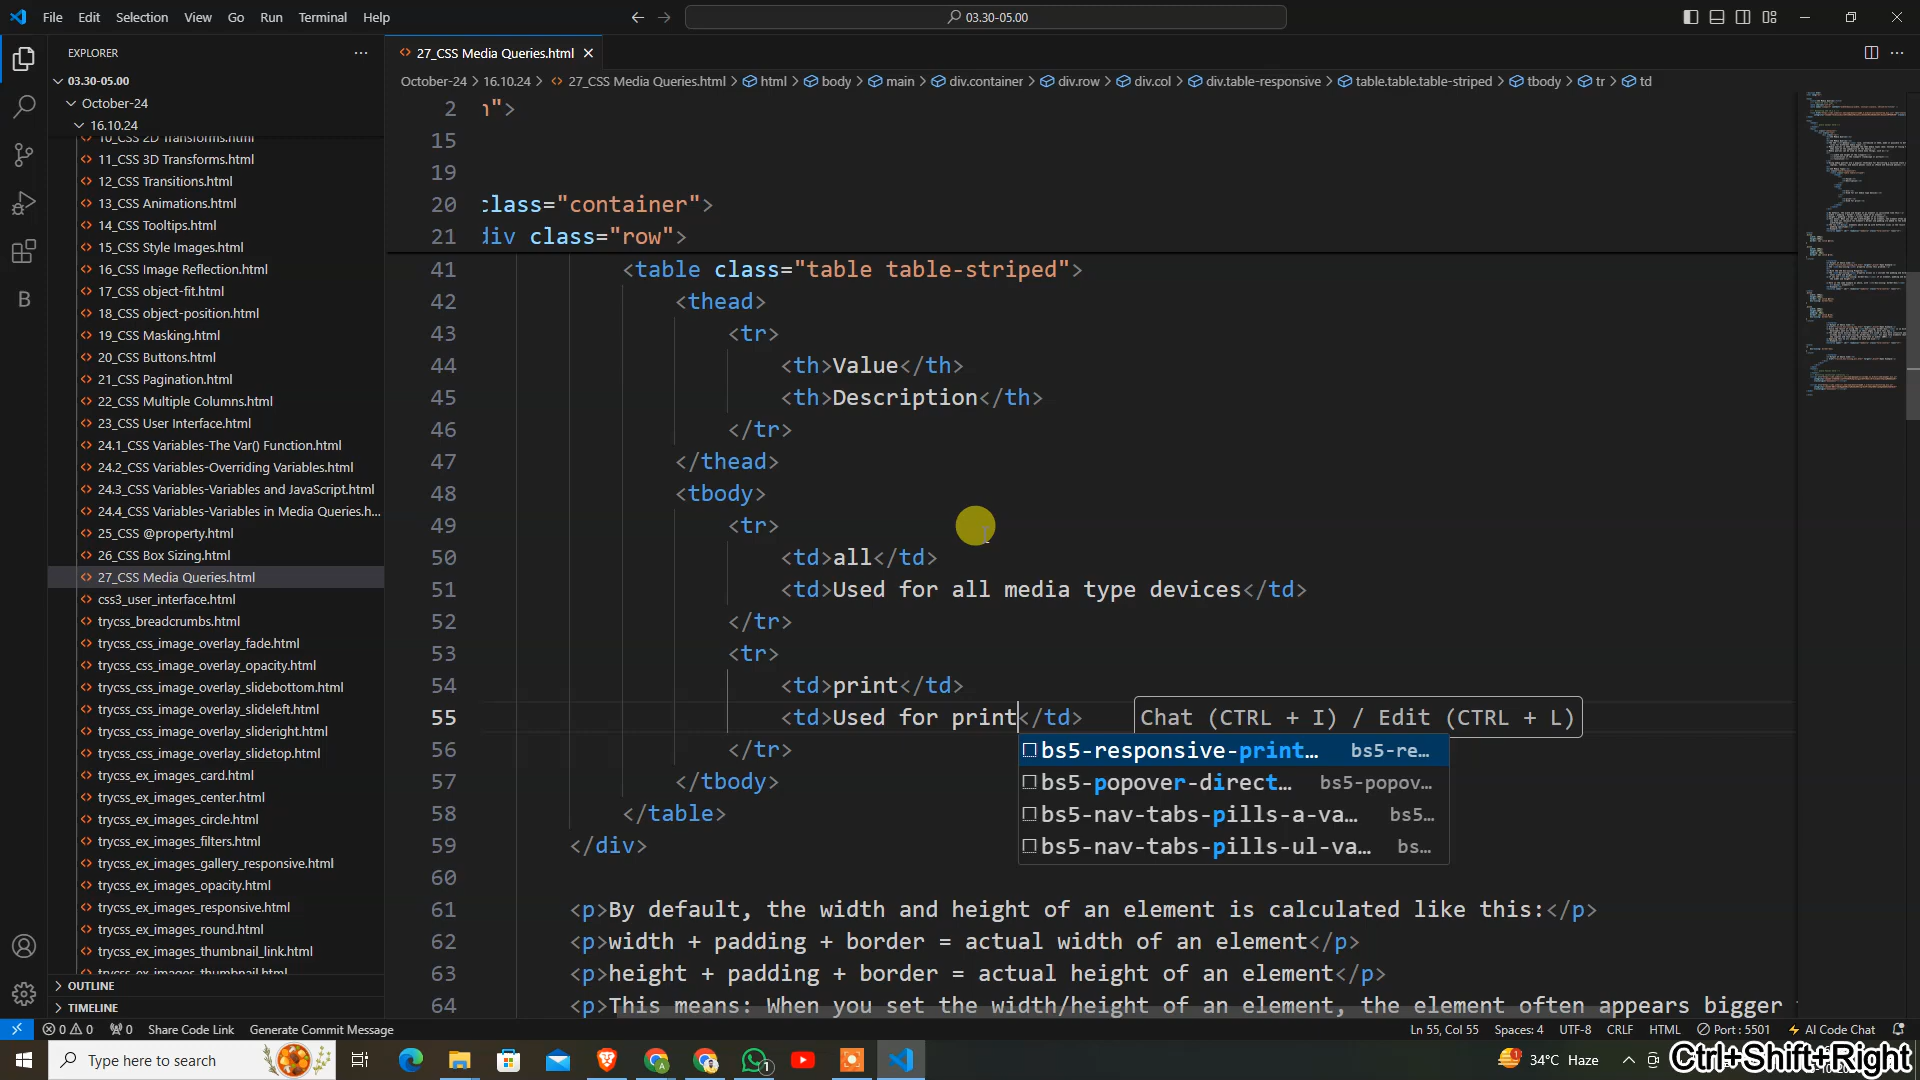 File Edit Selection View Go Run Terminal Help
03.30-05.00
EXPLORER
27_CSS Media Queries.html
03.30-05.00
October-24 > 16.10.24 > 27_CSS Media Queries.html > html > body > main > div.container > div.row > div.col > div.table-responsive > table.table.table-striped > tbody > tr > td
October-24
16.10.24
10_CSS 2D Transforms.html
11_CSS 3D Transforms.html
12_CSS Transitions.html
13_CSS Animations.html
14_CSS Tooltips.html
15_CSS Style Images.html
16_CSS Image Reflection.html
17_CSS object-fit.html
18_CSS object-position.html
19_CSS Masking.html
20_CSS Buttons.html
21_CSS Pagination.html
22_CSS Multiple Columns.html
23_CSS User Interface.html
24.1_CSS Variables-The Var() Function.html
24.2_CSS Variables-Overriding Variables.html
24.3_CSS Variables-Variables and JavaScript.html
24.4_CSS Variables-Variables in Media Queries.h...
25_CSS @property.html
26_CSS Box Sizing.html
27_CSS Media Queries.html
css3_user_interface.html
trycss_breadcrumbs.html
trycss_css_image_overlay_fade.html
trycss_css_image_overlay_opacity.html
trycss_css_image_overlay_slidebottom.html
trycss_css_image_overlay_slideleft.html
trycss_css_image_overlay_slideright.html
trycss_css_image_overlay_slidetop.html
trycss_ex_images_card.html
trycss_ex_images_center.html
trycss_ex_images_circle.html
trycss_ex_images_filters.html
trycss_ex_images_gallery_responsive.html
trycss_ex_images_opacity.html
trycss_ex_images_responsive.html
trycss_ex_images_round.html
trycss_ex_images_thumbnail_link.html
trycss_ex_images_thumbnail.html
OUTLINE
TIMELINE
2 n">
15
19
20 class="container">
21 div class="row">
41 <table class="table table-striped">
42 <thead>
43 <tr>
44 <th>Value</th>
45 <th>Description</th>
46 </tr>
47 </thead>
48 <tbody>
49 <tr>
50 <td>all</td>
51 <td>Used for all media type devices</td>
52 </tr>
53 <tr>
54 <td>print</td>
55 <td>Used for print</td> Chat (CTRL + I) / Edit (CTRL + L)
56 </tr>
57 </tbody>
58 </table>
59 </div>
60
61 <p>By default, the width and height of an element is calculated like this:</p>
62 <p>width + padding + border = actual width of an element</p>
63 <p>height + padding + border = actual height of an element</p>
64 <p>This means: When you set the width/height of an element, the element often appears bigger
bs5-responsive-print... bs5-re...
bs5-popover-direct... bs5-popov...
bs5-nav-tabs-pills-a-va... bs5...
bs5-nav-tabs-pills-ul-va... bs...
0 0 0 Share Code Link Generate Commit Message Ln 55, Col 55 Spaces: 4 UTF-8 CRLF HTML Port : 5501 AI Code Chat
Type here to search
34°C Haze
Ctrl+Shift+Right